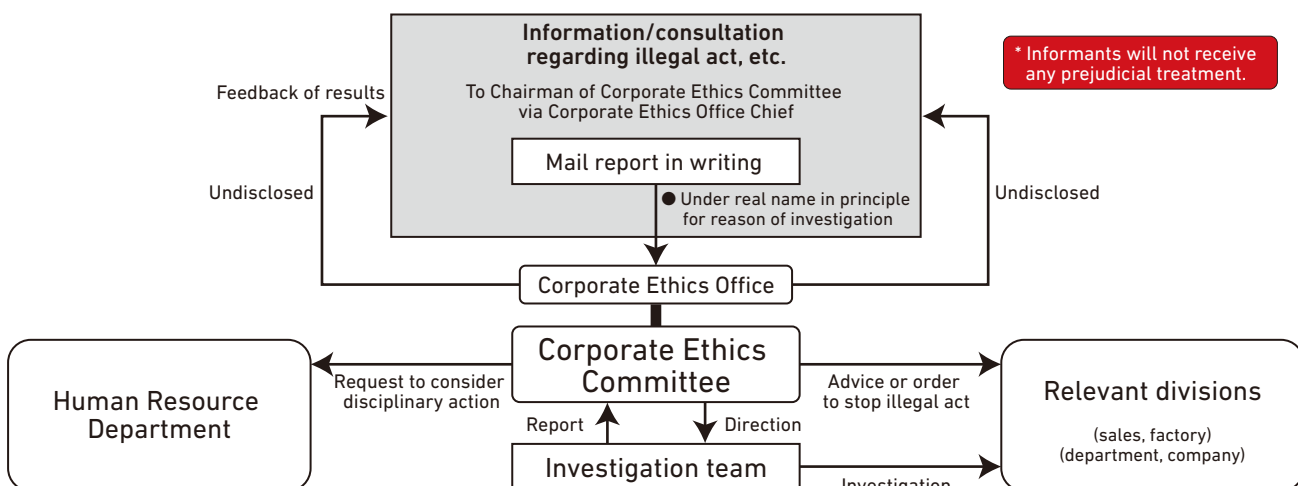 Information/consultation
regarding illegal act, etc.
* Informants will not receive
any prejudicial treatment.
Feedback of results
To Chairman of Corporate Ethics Committee
via Corporate Ethics Office Chief
Mail report in writing
Undisclosed
● Under real name in principle
for reason of investigation
Undisclosed
Corporate Ethics Office
Corporate Ethics
Committee
Request to consider
disciplinary action
Advice or order
to stop illegal act
Human Resource
Department
Relevant divisions
(sales, factory)
(department, company)
Report
Direction
Investigation team
Investigation